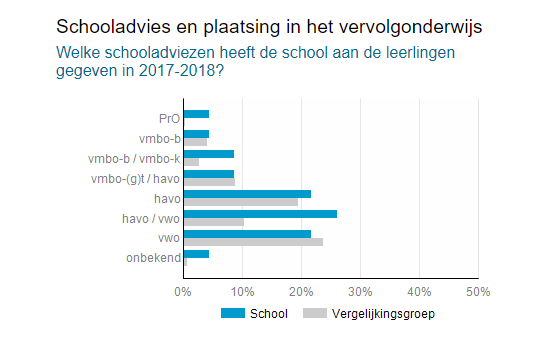 Schooladvies en plaatsing in het vervolgonderwijs
Welke schooladviezen heeft de school aan de leerlingen
gegeven in 2017-2018?
PrO
vmbo-b
vmbo-b / vmbo-k
vmbo-(g)t / havo
havo
havo / vwo
vwo
onbekend
0% 10% 20% 30% 40% 50%
School Vergelijkingsgroep